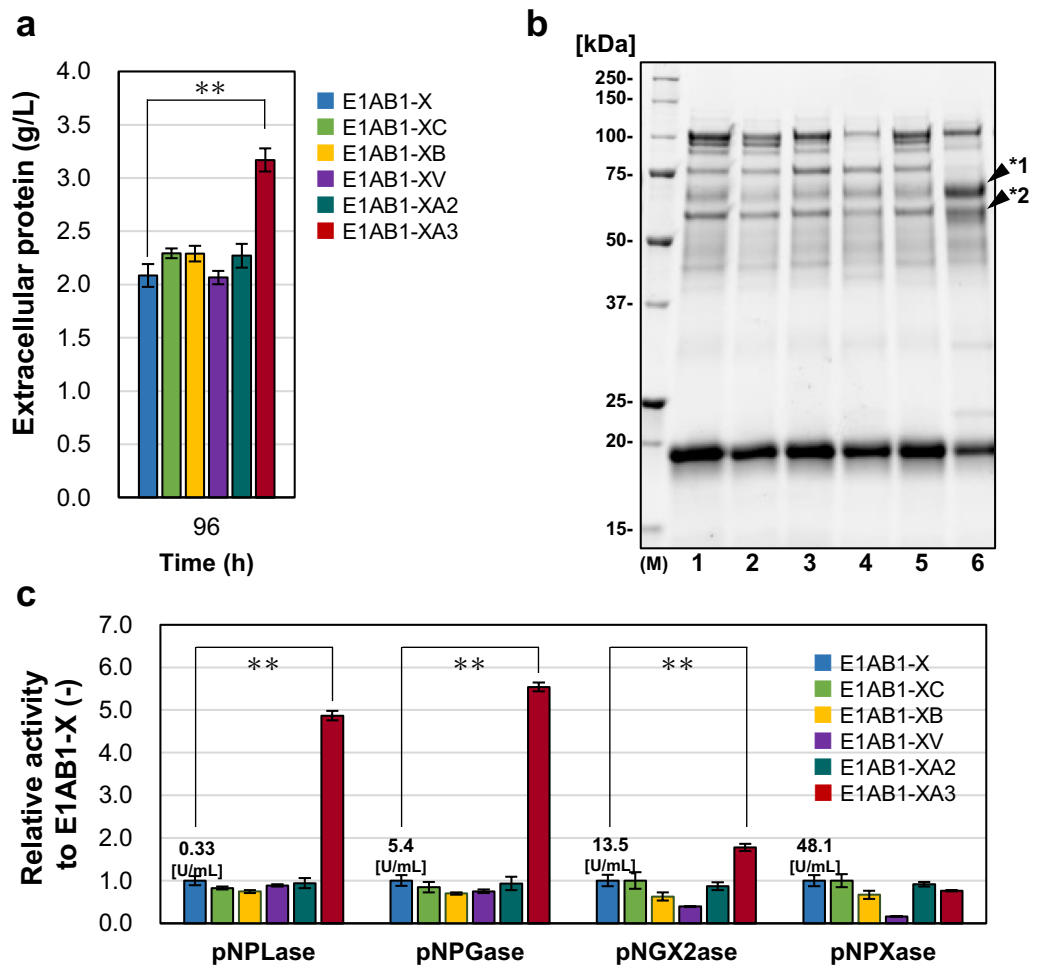 a
4.0
3.5
3.0
2.5
2.0
1.5
1.0
0.5
0.0
Extracellular protein (g/L)
**
96
Time (h)
E1AB1-X
E1AB1-XC
E1AB1-XB
E1AB1-XV
E1AB1-XA2
E1AB1-XA3
b
[kDa]
250-
150-
100-
75-
50-
37-
25-
20-
15-
*1
*2
(M) 1 2 3 4 5 6
c
7.0
6.0
5.0
4.0
3.0
2.0
1.0
0.0
Relative activity
to E1AB1-X (-)
** ** **
0.33
[U/mL]
5.4
[U/mL]
13.5
[U/mL]
48.1
[U/mL]
E1AB1-X
E1AB1-XC
E1AB1-XB
E1AB1-XV
E1AB1-XA2
E1AB1-XA3
pNPLase pNPGase pNGX2ase pNPXase